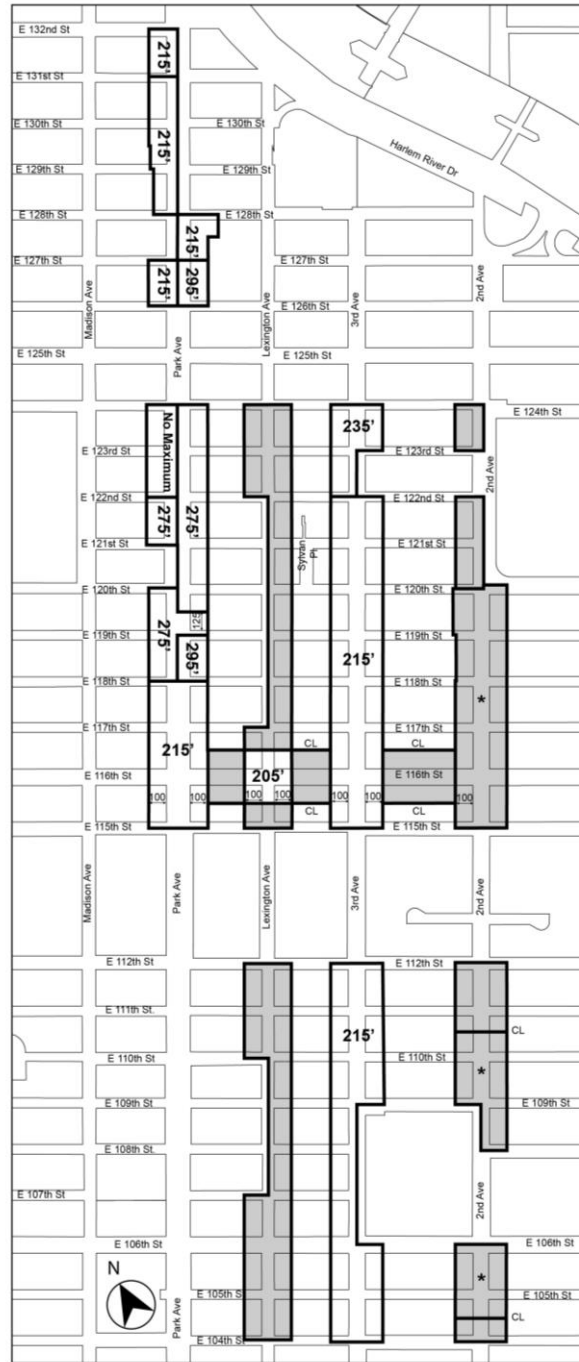 E 132nd St
215'
E 131st St
215'
E 130th St
E 130th St
Harlem River Dr
E 129th St
E 129th St
E 128th St
E 128th St
215'
E 127th St
E 127th St
215'
295'
Madison Ave
Park Ave
Lexington Ave
3rd Ave
2nd Ave
E 126th St
E 125th St
E 125th St
E 124th St
No Maximum
235'
E 123rd St
E 123rd St
2nd Ave
E 122nd St
E 122nd St
275'
275'
E 121st St
E 121st St
Sylvan Pl
E 120th St
E 120th St.
275'
125
E 119th St
E 119th St
295'
215'
E 118th St
E 118th St
*
E 117th St
E 117th St
215'
CL
CL
E 116th St
205'
E 116th St
100
100
100
100
100
100
100
CL
CL
E 115th St
E 115th St
Madison Ave
Park Ave
Lexington Ave
3rd Ave
2nd Ave
E 112th St
E 112th St
E 111th St.
CL
215'
E 110th St
E 110th St
*
E 109th St
E 109th St
E 108th St.
E 107th St
2nd Ave
E 106th St
E 106th St
N
*
E 105th St
E 105th St
CL
Park Ave
E 104th St